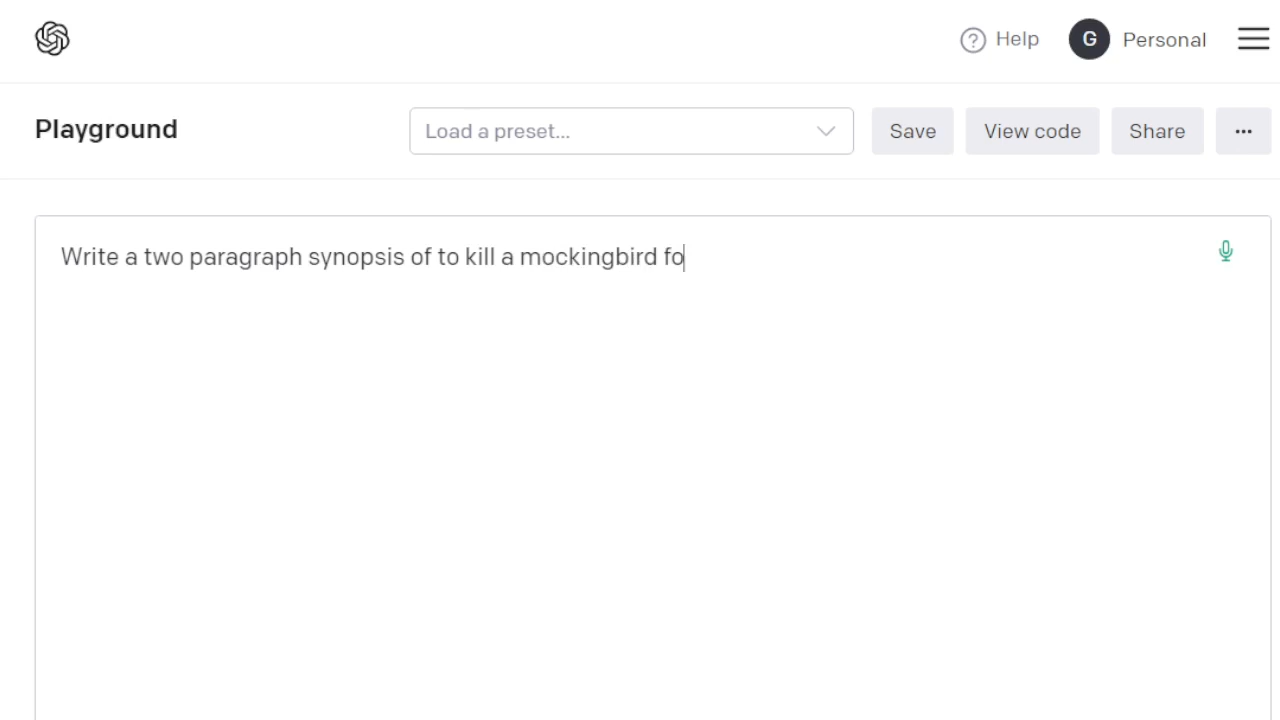 Help
G
Personal
Playground
Load a preset...
Save
View code
Share
...
Write a two paragraph synopsis of to kill a mockingbird fo